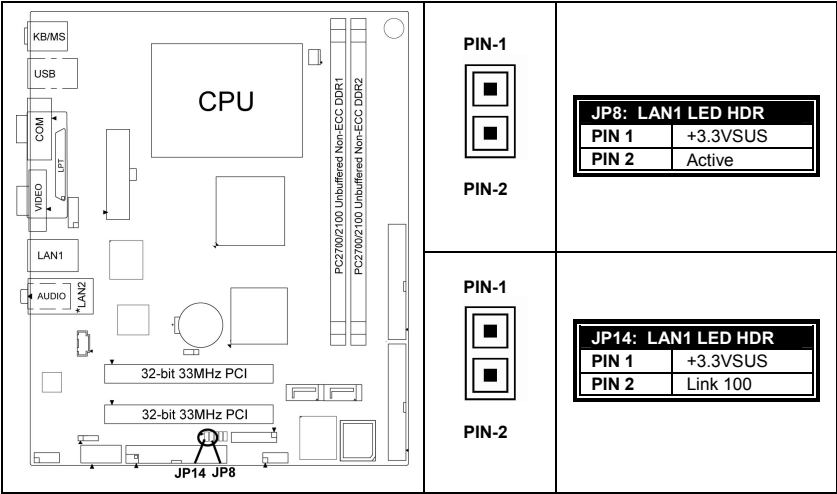 KB/MS
USB
COM
LPT
VIDEO
LAN1
AUDIO
*LAN2
CPU
PC2700/2100 Unbuffered Non-ECC DDR1
PC2700/2100 Unbuffered Non-ECC DDR2
32-bit 33MHz PCI
32-bit 33MHz PCI
JP14 JP8
PIN-1
PIN-2
JP8: LAN1 LED HDR
PIN 1 +3.3VSUS
PIN 2 Active
PIN-1
PIN-2
JP14: LAN1 LED HDR
PIN 1 +3.3VSUS
PIN 2 Link 100